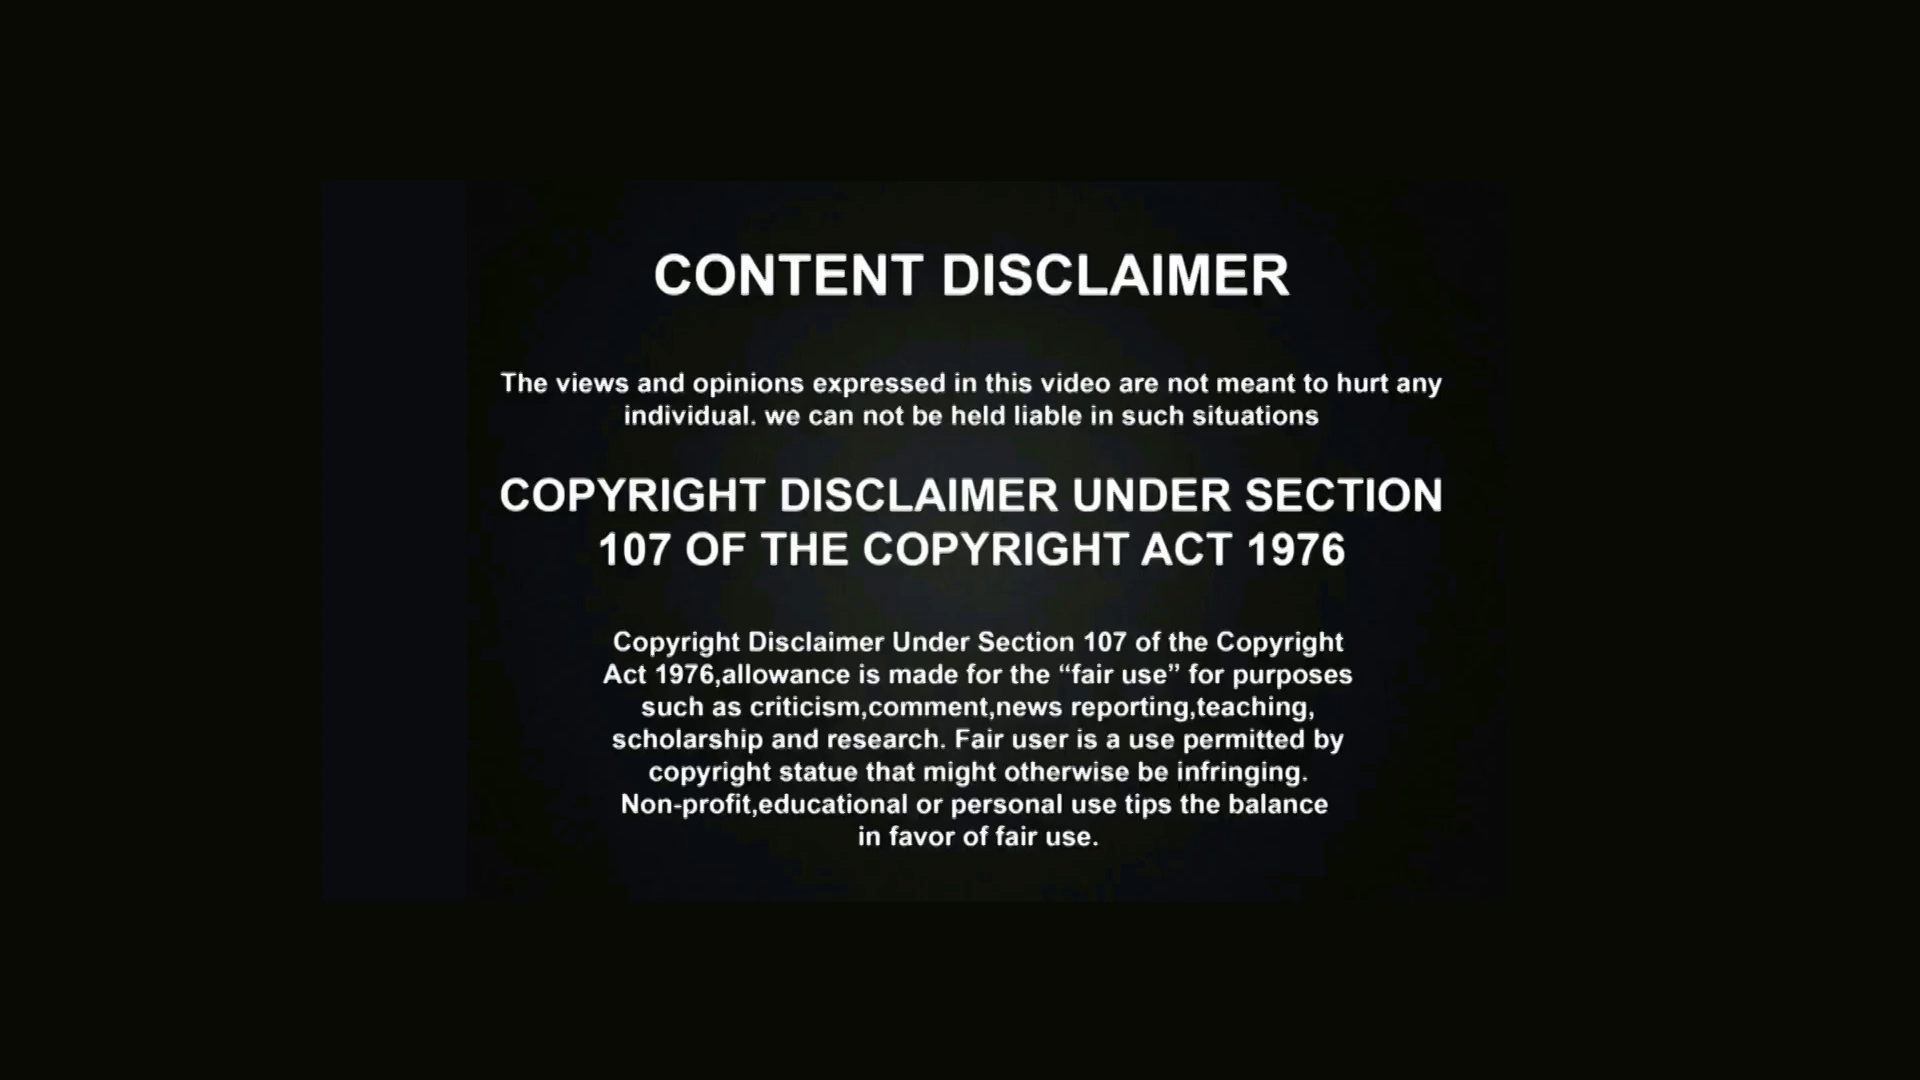 CONTENT DISCLAIMER
The views and opinions expressed in this video are not meant to hurt any
individual. we can not be held liable in such situations
COPYRIGHT DISCLAIMER UNDER SECTION
107 OF THE COPYRIGHT ACT 1976
Copyright Disclaimer Under Section 107 of the Copyright
Act 1976,allowance is made for the “fair use” for purposes
such as criticism,comment,news reporting,teaching,
scholarship and research. Fair user is a use permitted by
copyright statue that might otherwise be infringing.
Non-profit,educational or personal use tips the balance
in favor of fair use.